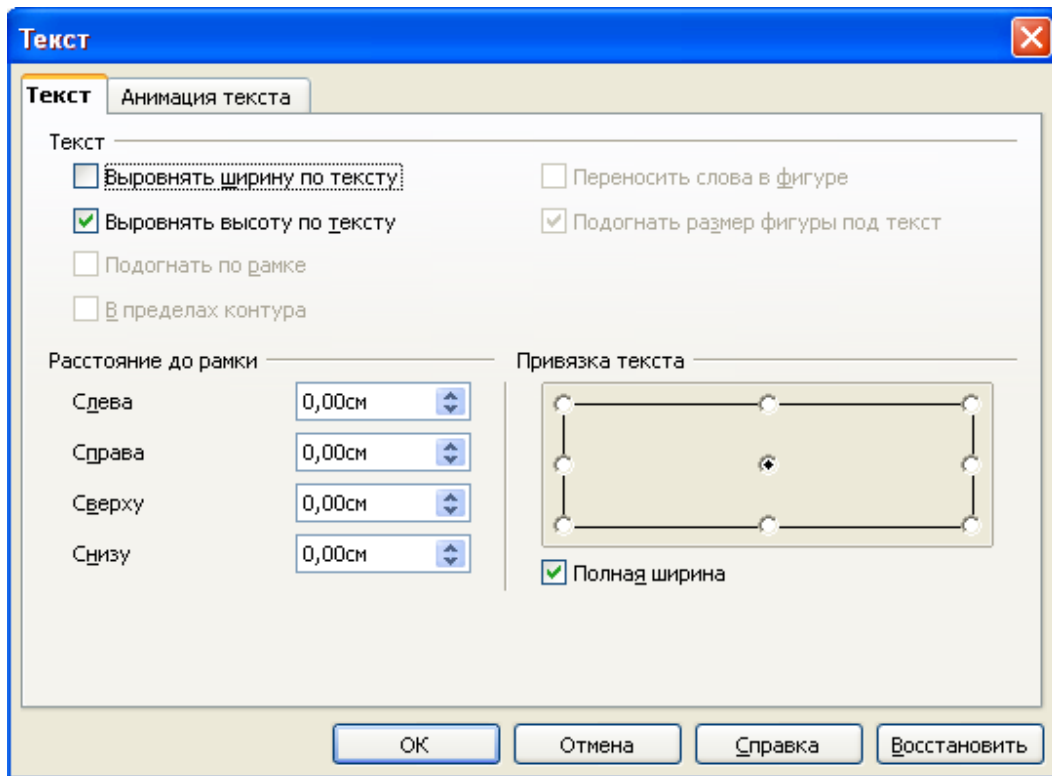 Текст
Текст Анимация текста
Текст
Выровнять ширину по тексту
Переносить слова в фигуре
Выровнять высоту по тексту
Подогнать размер фигуры под текст
Подогнать по рамке
В пределах контура
Расстояние до рамки
Привязка текста
Слева 0,00см
Справа 0,00см
Сверху 0,00см
Снизу 0,00см
Полная ширина
ОК Отмена Справка Восстановить